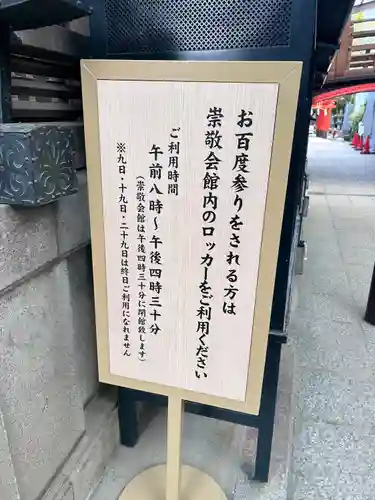 お百度参りをされる方は
崇敬会館内のロッカーをご利用ください
ご利用時間
午前八時～午後四時三十分
(崇敬会館は午後四時三十分に閉館致します)
※九日・十九日・二十九日は終日ご利用になれません